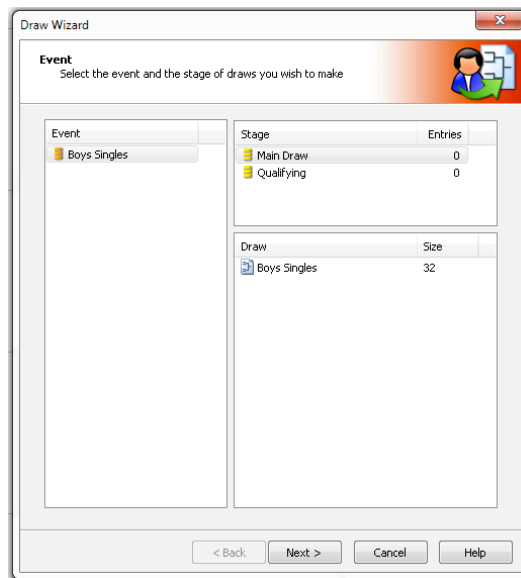 Draw Wizard
Event
Select the event and the stage of draws you wish to make
Event
Boys Singles
Stage Entries
Main Draw 0
Qualifying 0
Draw Size
Boys Singles 32
< Back Next > Cancel Help